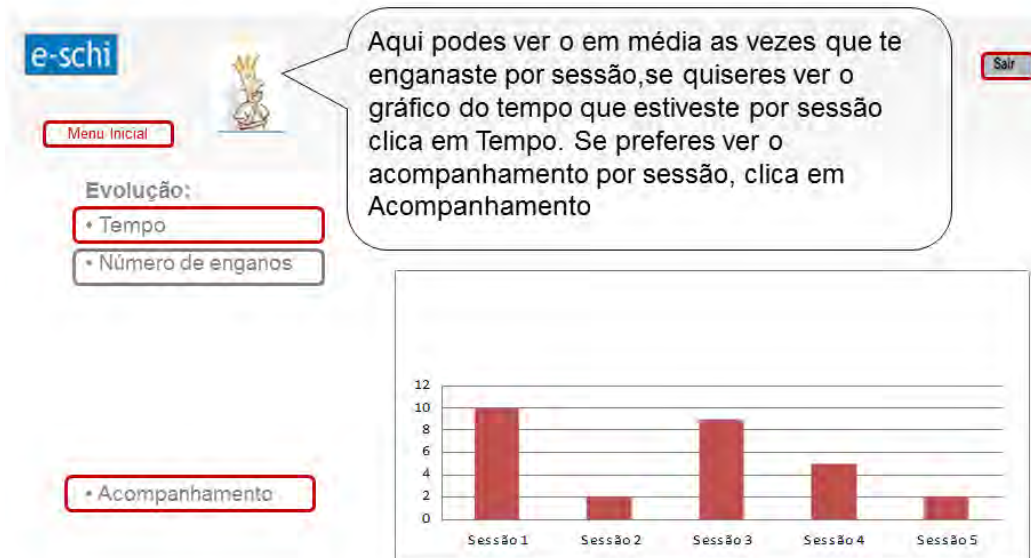 e-schi
Aqui podes ver o em média as vezes que te
enganaste por sessão,se quiseres ver o
gráfico do tempo que estiveste por sessão
clica em Tempo. Se preferes ver o
acompanhamento por sessão, clica em
Acompanhamento
Sair
Menu Inicial
Evolução:
• Tempo
• Número de enganos
• Acompanhamento
12
10
8
6
4
2
0
Sessão 1 Sessão 2 Sessão 3 Sessão 4 Sessão 5